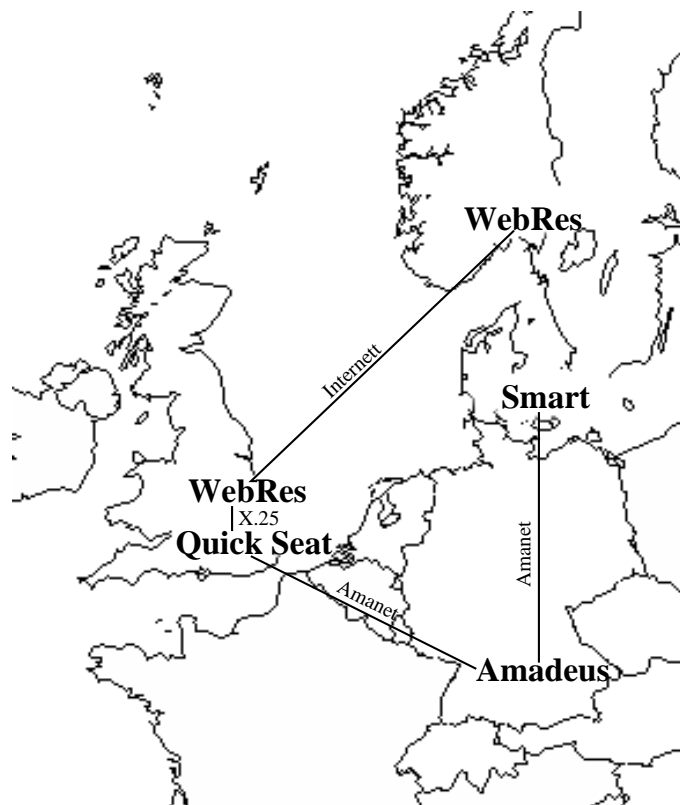 WebRes
Internett
Smart
WebRes
X.25
Quick Seat
Amanet
Amanet
Amadeus